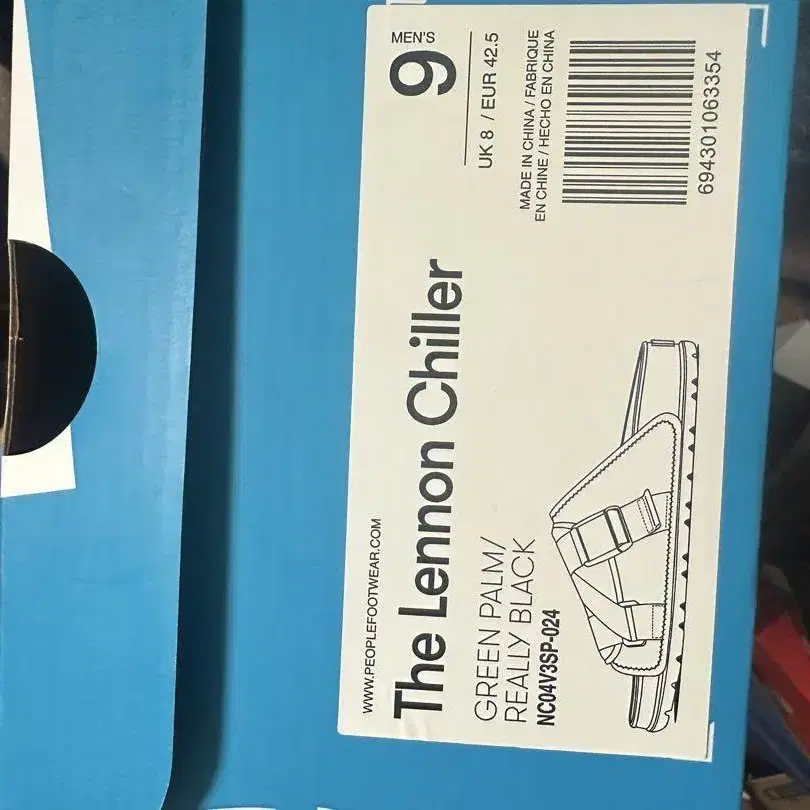 WWW.PEOPLEFOOTWEAR.COM
The Lennon Chiller
GREEN PALM/
REALLY BLACK
NC04V3SP-024
MEN'S
9
UK 8 / EUR 42.5
MADE IN CHINA / FABRIQUE
EN CHINE / HECHO EN CHINA
694301063354